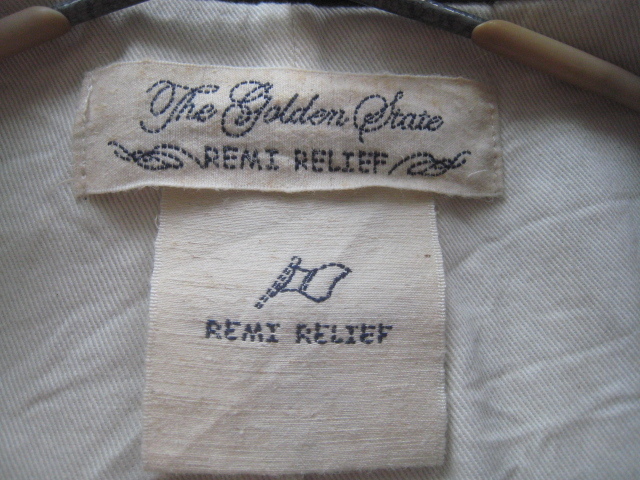 The Golden State
REMI RELIEF
REMI RELIEF